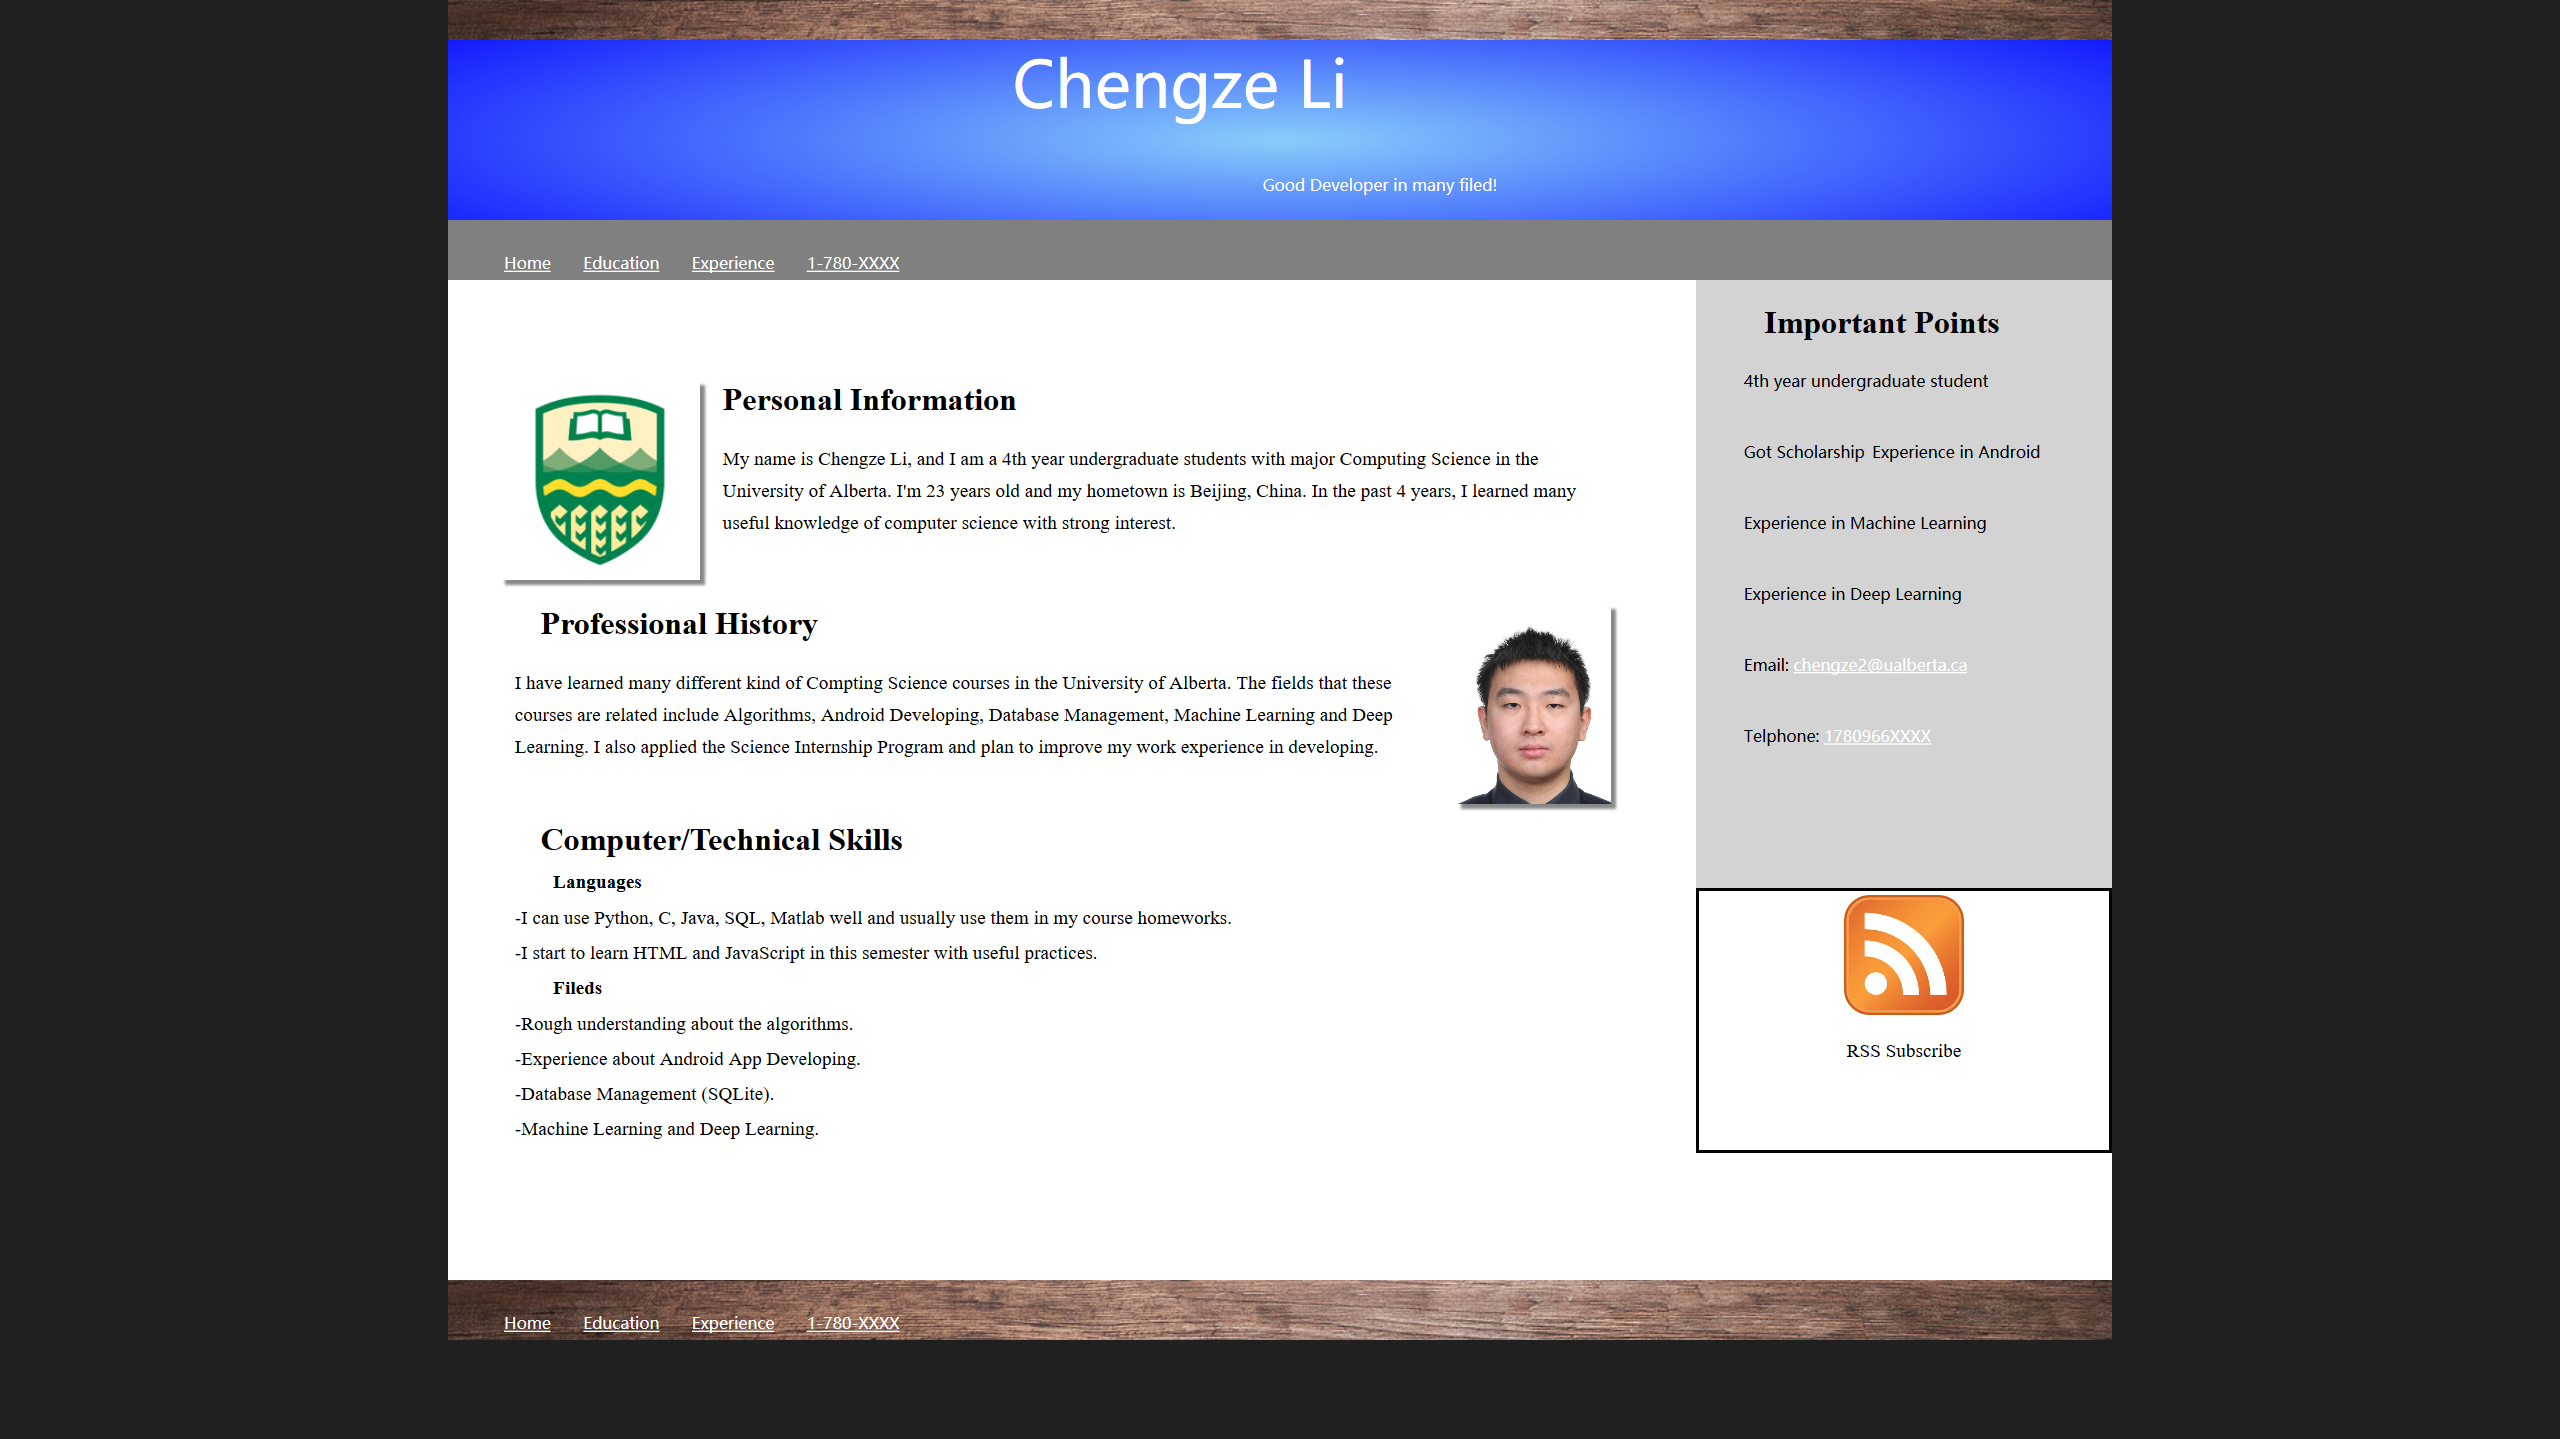 Chengze Li
Good Developer in many filed!
Home Education Experience 1-780-XXXX
Personal Information
My name is Chengze Li, and I am a 4th year undergraduate students with major Computing Science in the
University of Alberta. I'm 23 years old and my hometown is Beijing, China. In the past 4 years, I learned many
useful knowledge of computer science with strong interest.
Professional History
I have learned many different kind of Compting Science courses in the University of Alberta. The fields that these
courses are related include Algorithms, Android Developing, Database Management, Machine Learning and Deep
Learning. I also applied the Science Internship Program and plan to improve my work experience in developing.
Computer/Technical Skills
Languages
-I can use Python, C, Java, SQL, Matlab well and usually use them in my course homeworks.
-I start to learn HTML and JavaScript in this semester with useful practices.
Fileds
-Rough understanding about the algorithms.
-Experience about Android App Developing.
-Database Management (SQLite).
-Machine Learning and Deep Learning.
Important Points
4th year undergraduate student
Got Scholarship Experience in Android
Experience in Machine Learning
Experience in Deep Learning
Email: chengze2@ualberta.ca
Telphone: 1780966XXXX
RSS Subscribe
Home Education Experience 1-780-XXXX